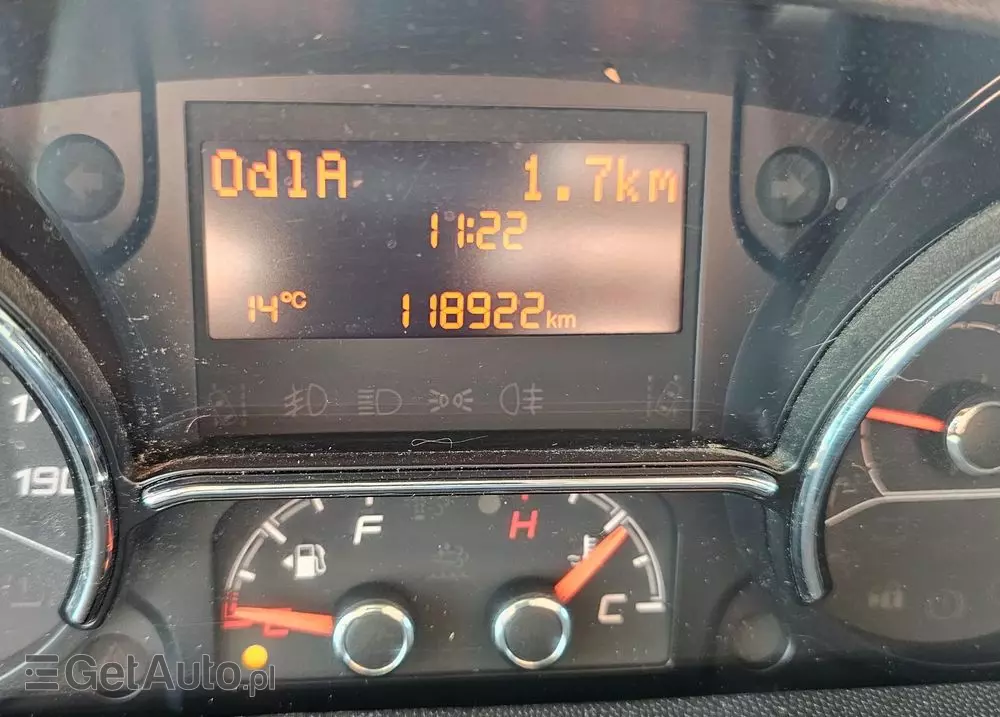 OdlA 1.7km
11:22
14°C 118922km
190
F
H
E
C
GetAuto.pl